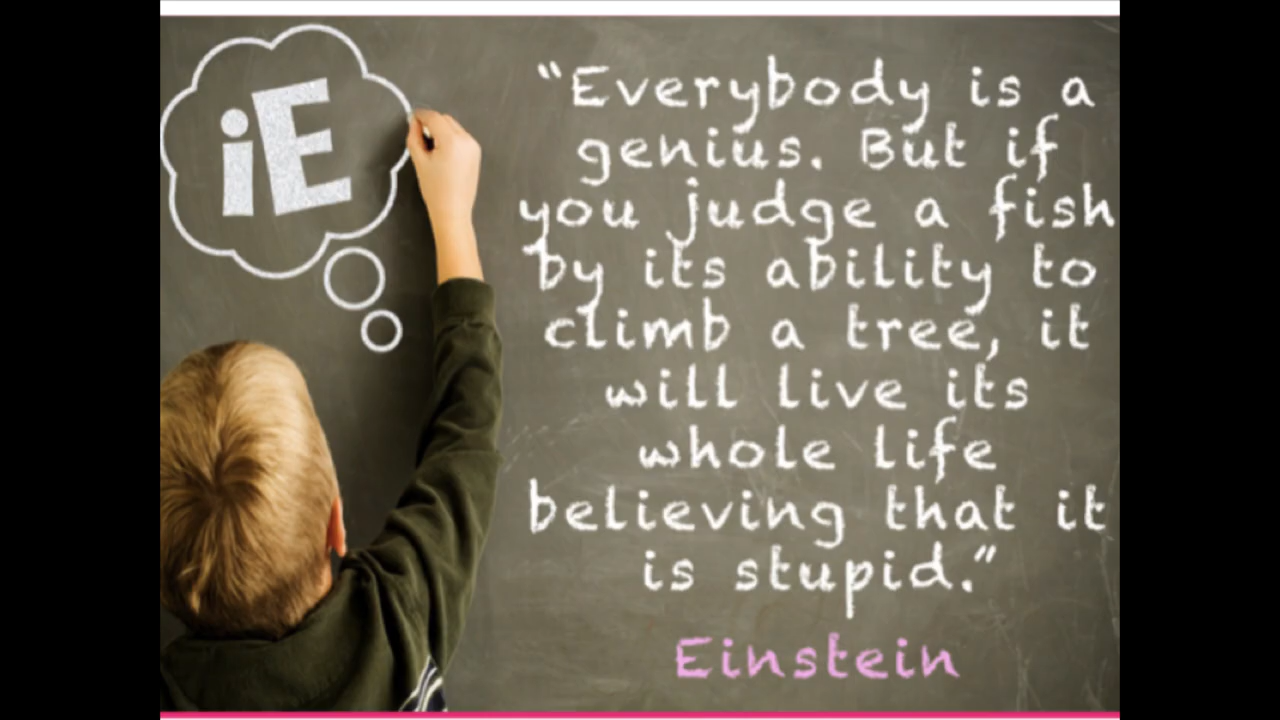 iE
“Everybody is a
genius. But if
you judge a fish
by its ability to
climb a tree, it
will live its
whole life
believing that it
is stupid.”
Einstein